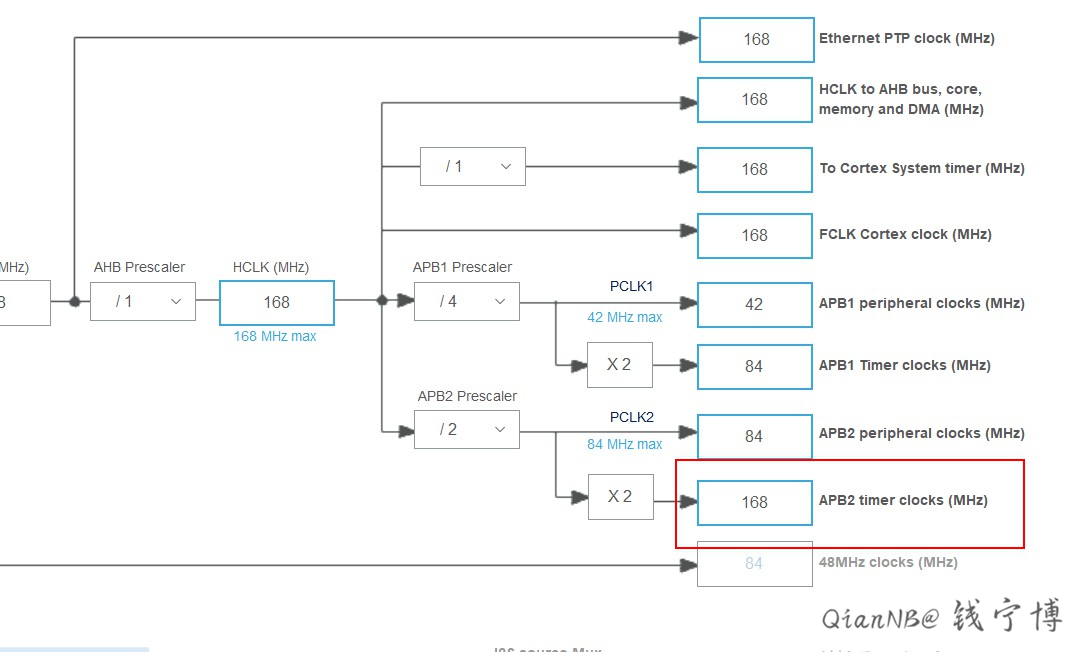 168
Ethernet PTP clock (MHz)
168
HCLK to AHB bus, core,
memory and DMA (MHz)
/ 1
168
To Cortex System timer (MHz)
168
FCLK Cortex clock (MHz)
MHz)
AHB Prescaler
/ 1
HCLK (MHz)
168
168 MHz max
APB1 Prescaler
/ 4
PCLK1
42 MHz max
42
APB1 peripheral clocks (MHz)
X 2
84
APB1 Timer clocks (MHz)
APB2 Prescaler
/ 2
PCLK2
84 MHz max
84
APB2 peripheral clocks (MHz)
X 2
168
APB2 timer clocks (MHz)
84
48MHz clocks (MHz)
QianNB@ 钱宁博